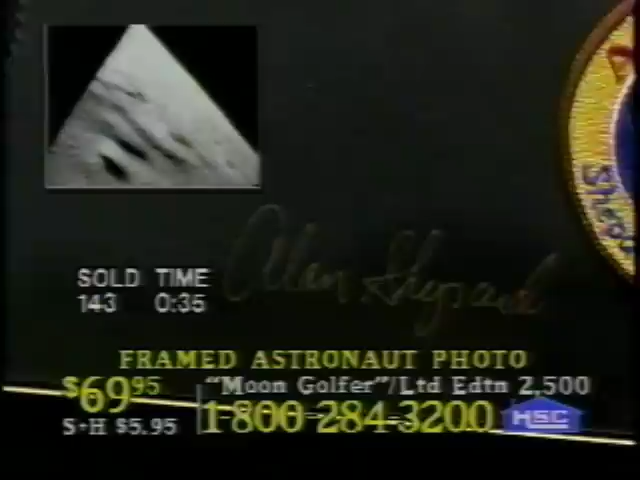 Alan Shepard
Shep
SOLD TIME
143 0:35
FRAMED ASTRONAUT PHOTO
$69.95 "Moon Golfer"/Ltd Edtn 2,500
S+H $5.95 1-800-284-3200 HSC